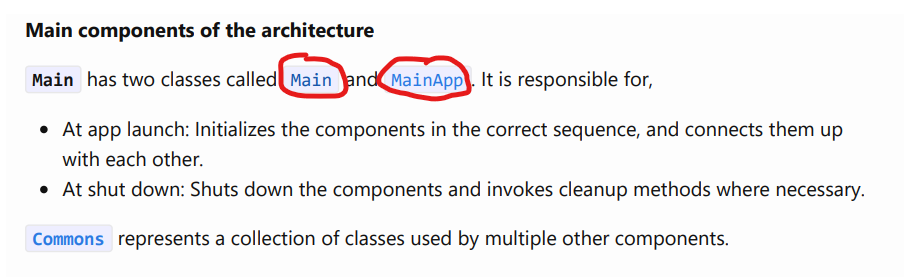 Main components of the architecture
Main has two classes called Main and MainApp. It is responsible for,
• At app launch: Initializes the components in the correct sequence, and connects them up
with each other.
• At shut down: Shuts down the components and invokes cleanup methods where necessary.
Commons represents a collection of classes used by multiple other components.